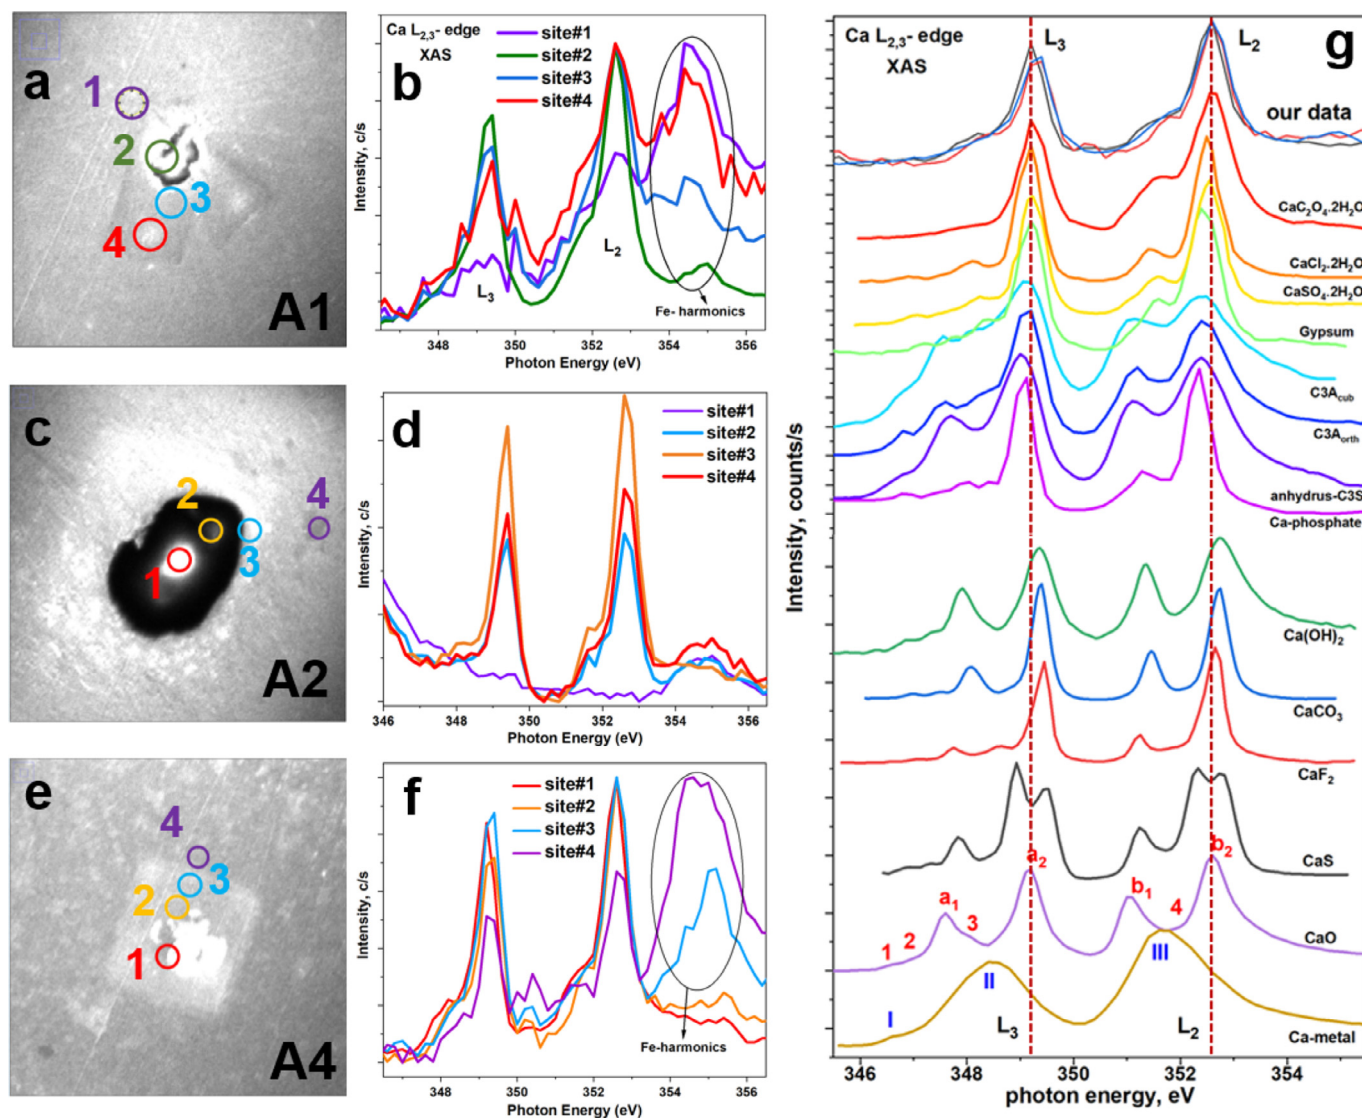 a
1
2
3
4
A1
b
Ca L2,3- edge
XAS
site#1
site#2
site#3
site#4
L3
L2
Fe- harmonics
Intensity, c/s
348 350 352 354 356
Photon Energy (eV)
c
2
4
3
1
A2
d
site#1
site#2
site#3
site#4
Intensity, c/s
346 348 350 352 354 356
Photon Energy (eV)
e
4
3
2
1
A4
f
site#1
site#2
site#3
site#4
Fe-harmonics
Intensity, c/s
348 350 352 354 356
Photon Energy (eV)
g
Ca L2,3- edge
XAS
L3
L2
our data
CaC2O4.2H2O
CaCl2.2H2O
CaSO4.2H2O
Gypsum
C3Acub
C3Aorth
anhydrus-C3S
Ca-phosphate
Ca(OH)2
CaCO3
CaF2
CaS
a2
b2
a1
b1
1 2 3
4
CaO
I
II
III
L3
L2
Ca-metal
Intensity, counts/s
346 348 350 352 354
photon energy, eV